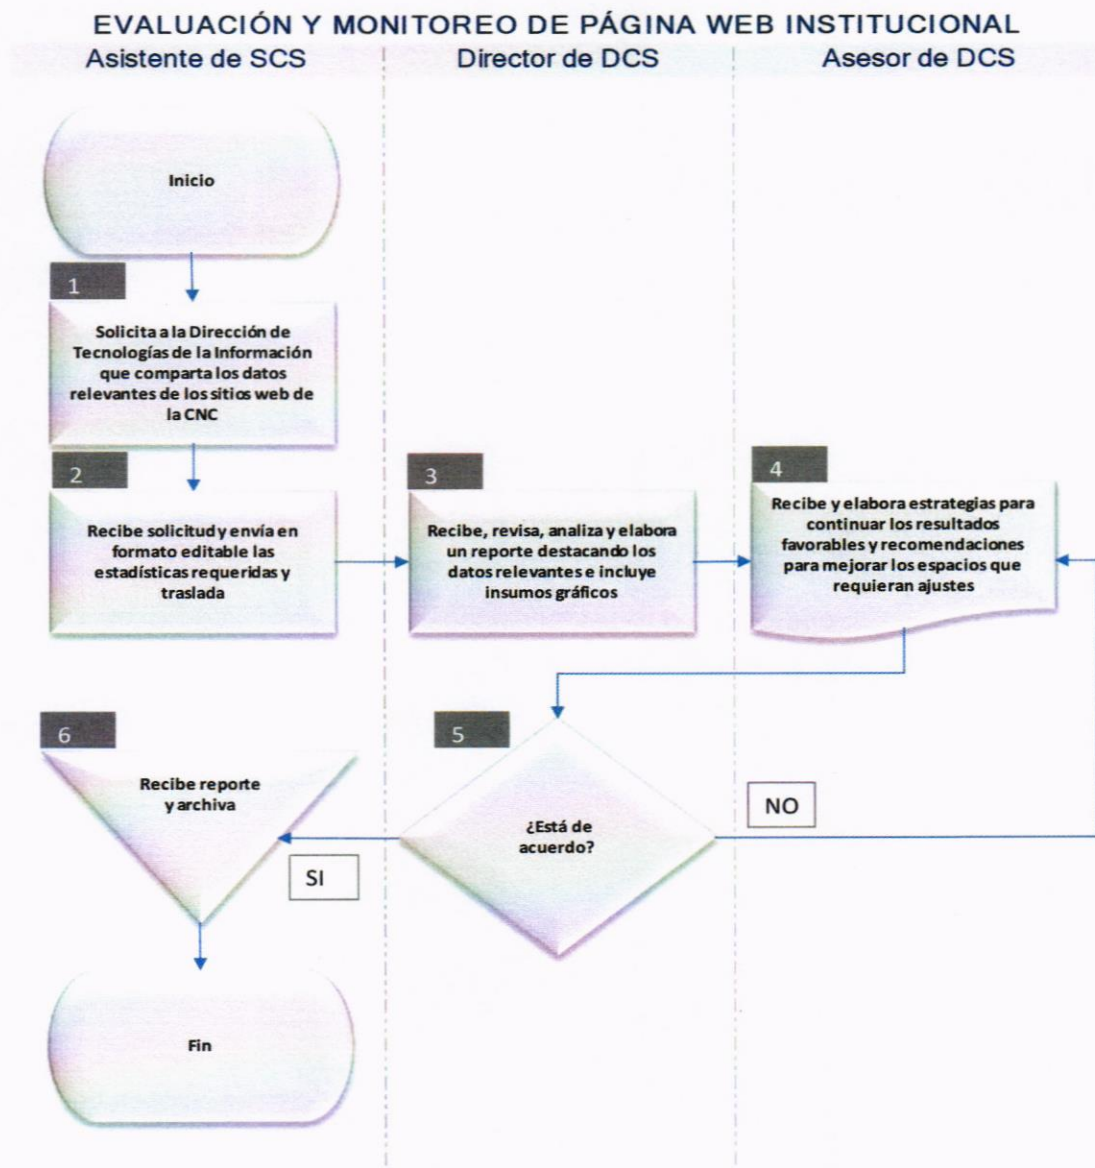 EVALUACIÓN Y MONITOREO DE PÁGINA WEB INSTITUCIONAL
Asistente de SCS
Director de DCS
Asesor de DCS
Inicio
1
Solicita a la Dirección de
Tecnologías de la Información
que comparta los datos
relevantes de los sitios web de
la CNC
2
Recibe solicitud y envía en
formato editable las
estadísticas requeridas y
traslada
3
Recibe, revisa, analiza y elabora
un reporte destacando los
datos relevantes e incluye
insumos gráficos
4
Recibe y elabora estrategias para
continuar los resultados
favorables y recomendaciones
para mejorar los espacios que
requieran ajustes
5
¿Está de
acuerdo?
NO
SI
6
Recibe reporte
y archiva
Fin